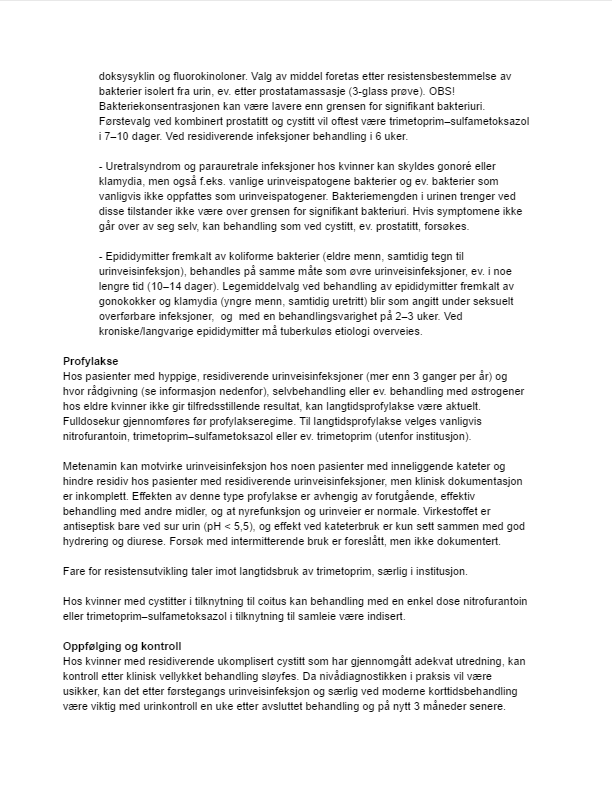 doksysyklin og fluorokinoloner. Valg av middel foretas etter resistensbestemmelse av
bakterier isolert fra urin, ev. etter prostatamassasje (3-glass prøve). OBS!
Bakteriekonsentrasjonen kan være lavere enn grensen for signifikant bakteriuri.
Førstevalg ved kombinert prostatitt og cystitt vil oftest være trimetoprim–sulfametoksazol
i 7–10 dager. Ved residiverende infeksjoner behandling i 6 uker.
- Uretralsyndrom og parauretrale infeksjoner hos kvinner kan skyldes gonoré eller
klamydia, men også f.eks. vanlige urinveispatogene bakterier og ev. bakterier som
vanligvis ikke oppfattes som urinveispatogener. Bakteriemengden i urinen trenger ved
disse tilstander ikke være over grensen for signifikant bakteriuri. Hvis symptomene ikke
går over av seg selv, kan behandling som ved cystitt, ev. prostatitt, forsøkes.
- Epididymitter fremkalt av koliforme bakterier (eldre menn, samtidig tegn til
urinveisinfeksjon), behandles på samme måte som øvre urinveisinfeksjoner, ev. i noe
lengre tid (10–14 dager). Legemiddelvalg ved behandling av epididymitter fremkalt av
gonokokker og klamydia (yngre menn, samtidig uretritt) blir som angitt under seksuelt
overførbare infeksjoner,  og  med en behandlingsvarighet på 2–3 uker. Ved
kroniske/langvarige epididymitter må tuberkuløs etiologi overveies.
Profylakse
Hos pasienter med hyppige, residiverende urinveisinfeksjoner (mer enn 3 ganger per år) og
hvor rådgivning (se informasjon nedenfor), selvbehandling eller ev. behandling med østrogener
hos eldre kvinner ikke gir tilfredsstillende resultat, kan langtidsprofylakse være aktuelt.
Fulldosekur gjennomføres før profylakseregime. Til langtidsprofylakse velges vanligvis
nitrofurantoin, trimetoprim–sulfametoksazol eller ev. trimetoprim (utenfor institusjon).
Metenamin kan motvirke urinveisinfeksjon hos noen pasienter med inneliggende kateter og
hindre residiv hos pasienter med residiverende urinveisinfeksjoner, men klinisk dokumentasjon
er inkomplett. Effekten av denne type profylakse er avhengig av forutgående, effektiv
behandling med andre midler, og at nyrefunksjon og urinveier er normale. Virkestoffet er
antiseptisk bare ved sur urin (pH < 5,5), og effekt ved kateterbruk er kun sett sammen med god
hydrering og diurese. Forsøk med intermitterende bruk er foreslått, men ikke dokumentert.
Fare for resistensutvikling taler imot langtidsbruk av trimetoprim, særlig i institusjon.
Hos kvinner med cystitter i tilknytning til coitus kan behandling med en enkel dose nitrofurantoin
eller trimetoprim–sulfametoksazol i tilknytning til samleie være indisert.
Oppfølging og kontroll
Hos kvinner med residiverende ukomplisert cystitt som har gjennomgått adekvat utredning, kan
kontroll etter klinisk vellykket behandling sløyfes. Da nivådiagnostikken i praksis vil være
usikker, kan det etter førstegangs urinveisinfeksjon og særlig ved moderne korttidsbehandling
være viktig med urinkontroll en uke etter avsluttet behandling og på nytt 3 måneder senere.